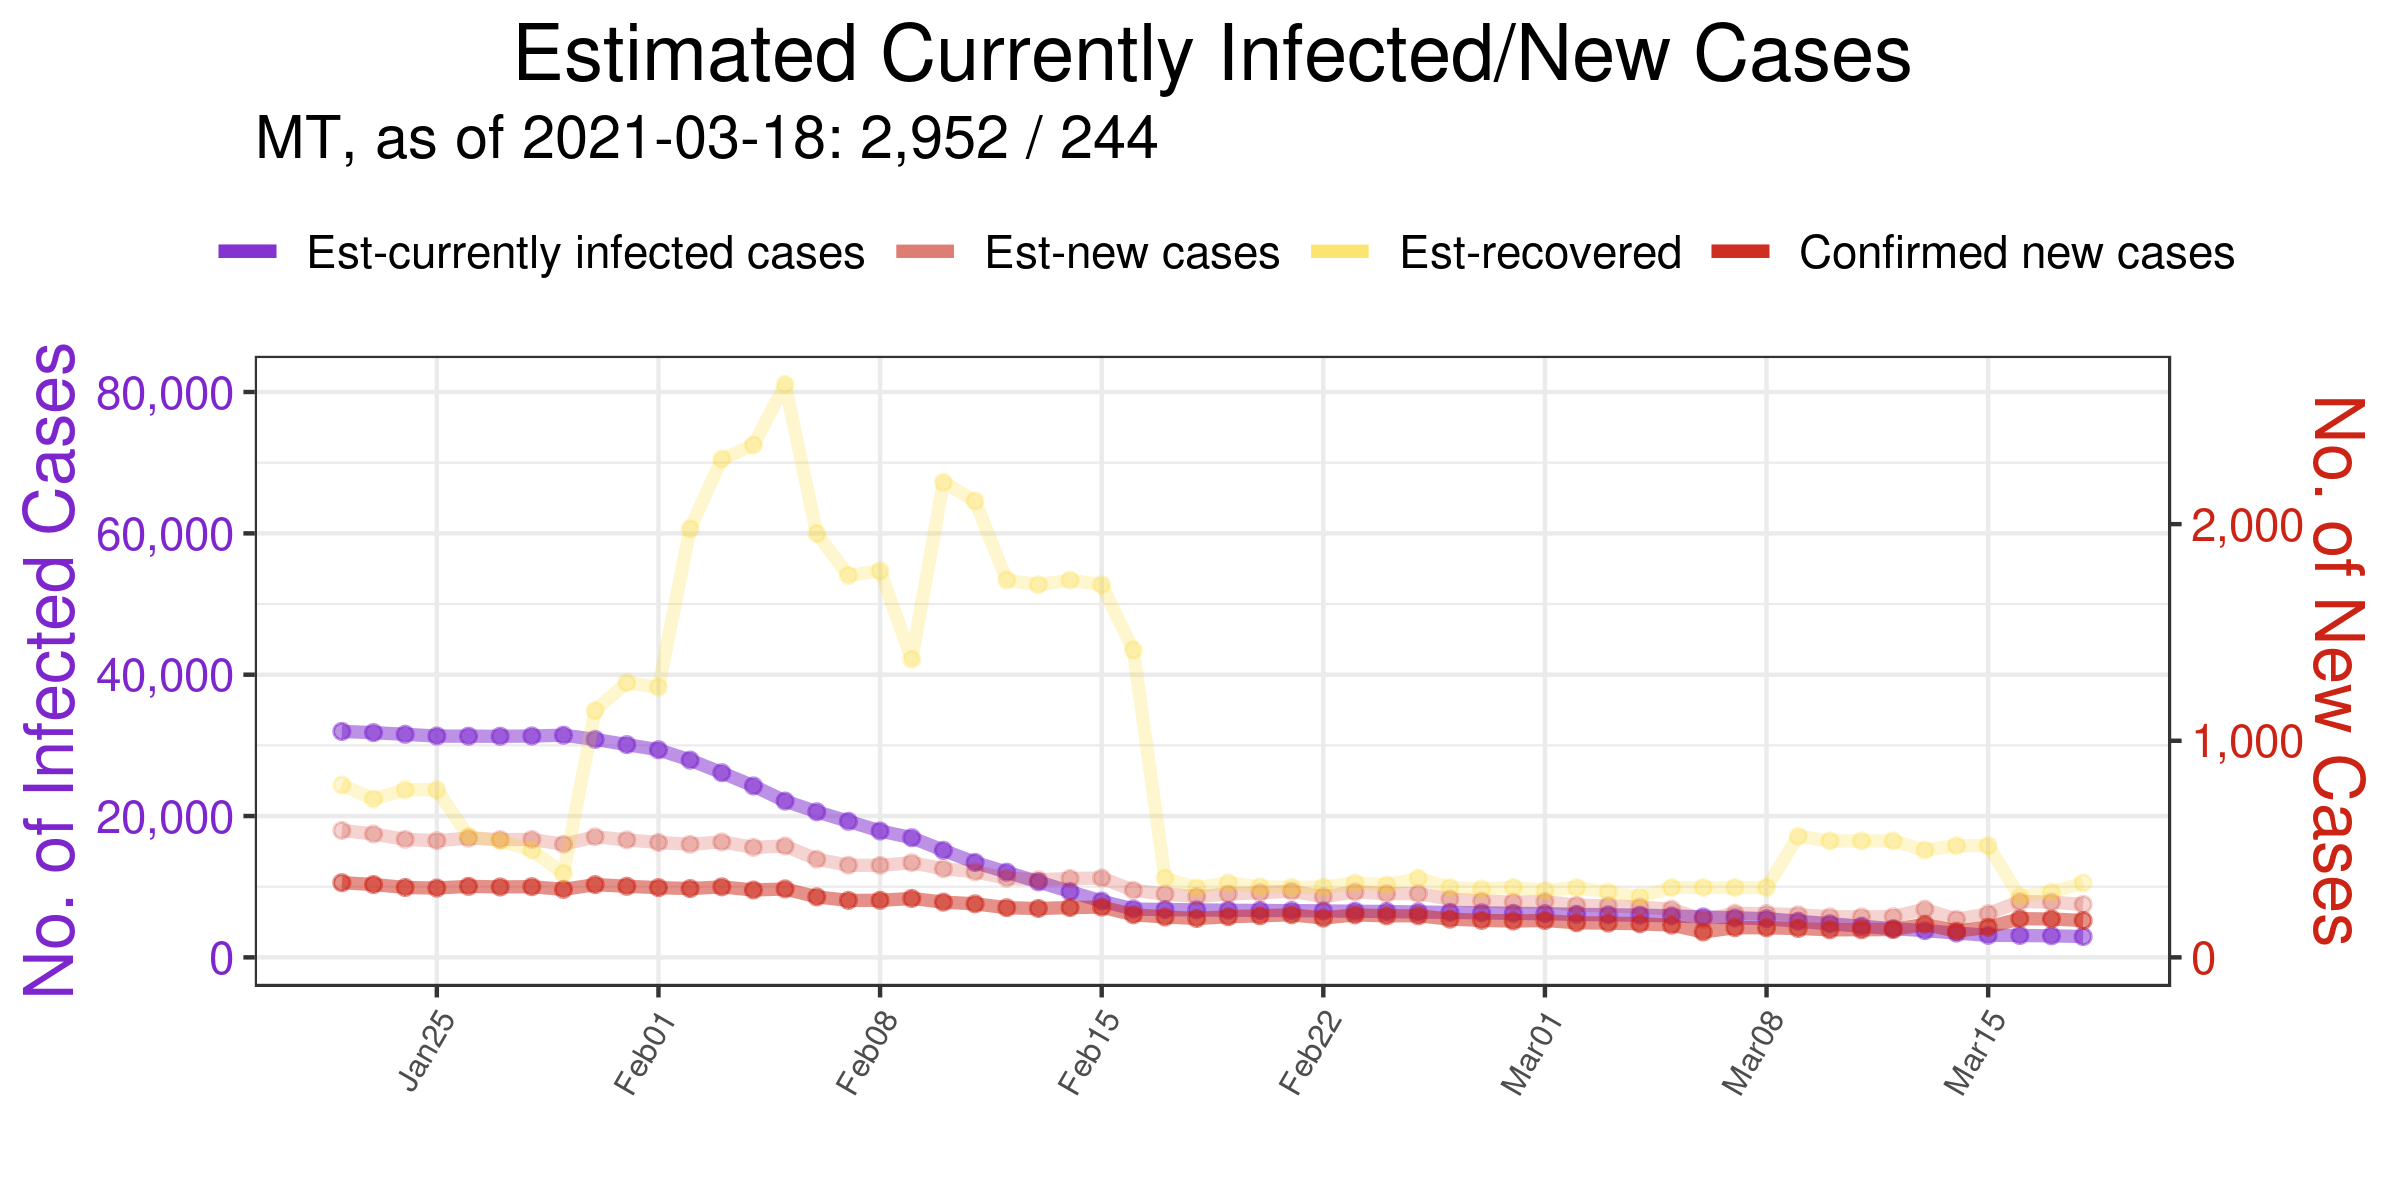 Estimated Currently Infected/New Cases
MT, as of 2021-03-18: 2,952 / 244
Est-currently infected cases
Est-new cases
Est-recovered
Confirmed new cases
No. of Infected Cases
80,000
60,000
40,000
20,000
0
2,000
1,000
0
No. of New Cases
Jan25
Feb01
Feb08
Feb15
Feb22
Mar01
Mar08
Mar15